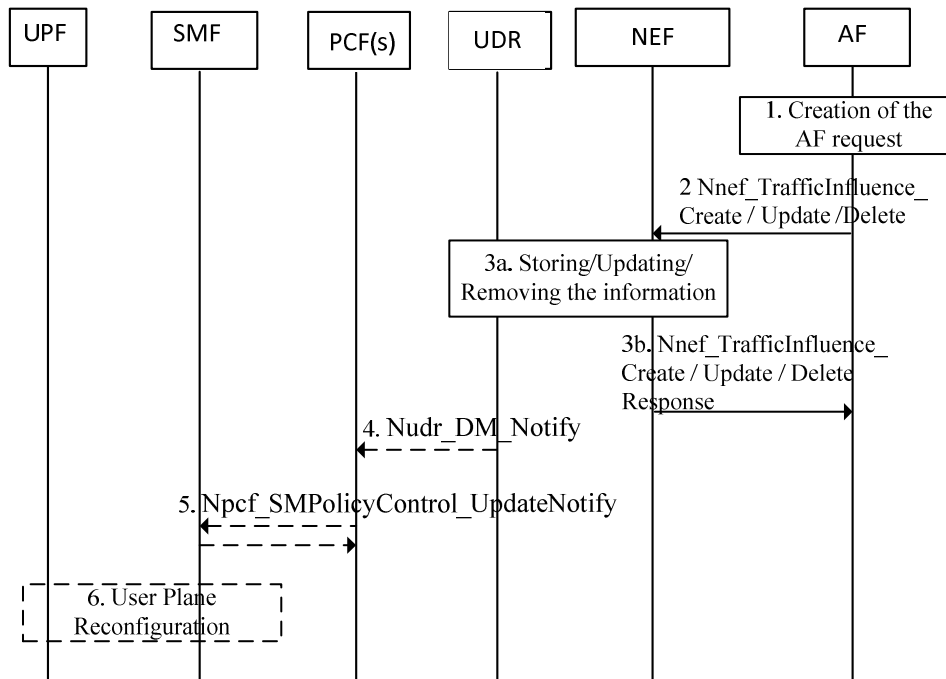 UPF
SMF
PCF(s)
UDR
NEF
AF
1. Creation of the
AF request
2 Nnef_TrafficInfluence_
Create / Update /Delete
3a. Storing/Updating/
Removing the information
3b. Nnef_TrafficInfluence_
Create / Update / Delete
Response
4. Nudr_DM_Notify
5. Npcf_SMPolicyControl_UpdateNotify
6. User Plane
Reconfiguration